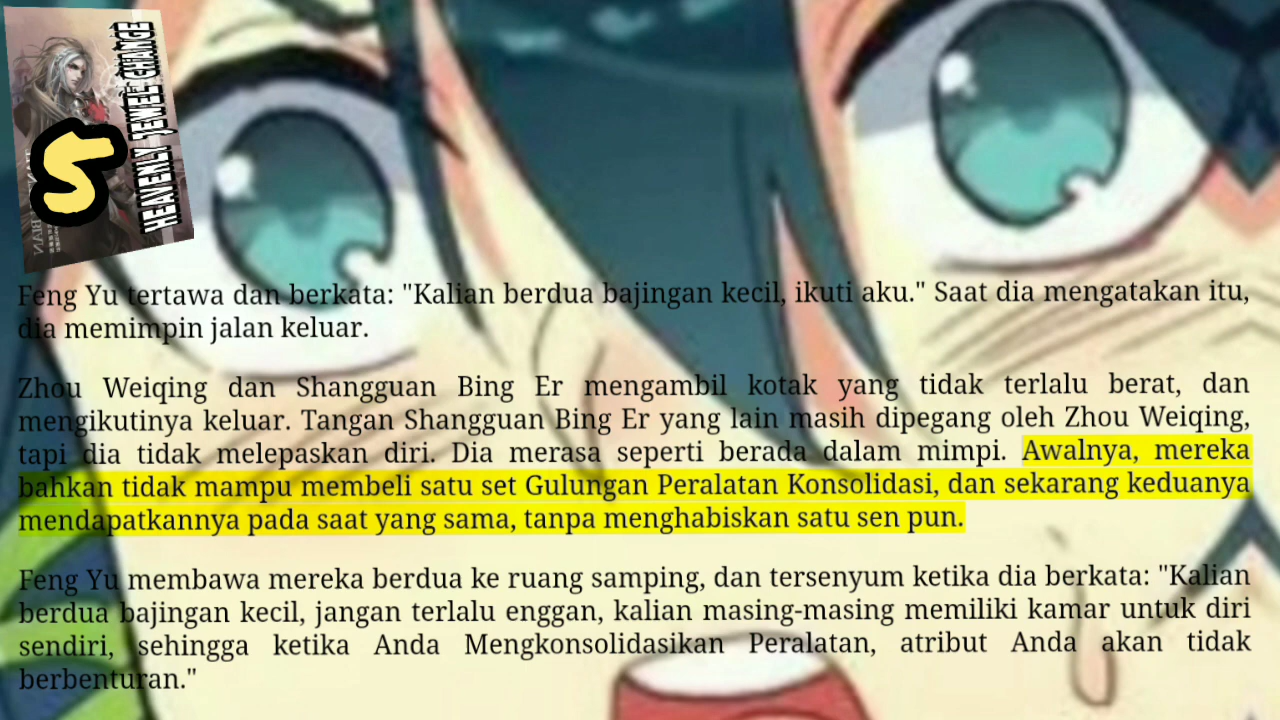 HEAVENLY JEWEL CHANGE
5
Feng Yu tertawa dan berkata: "Kalian berdua bajingan kecil, ikuti aku." Saat dia mengatakan itu,
dia memimpin jalan keluar.
Zhou Weiqing dan Shangguan Bing Er mengambil kotak yang tidak terlalu berat, dan
mengikutinya keluar. Tangan Shangguan Bing Er yang lain masih dipegang oleh Zhou Weiqing,
tapi dia tidak melepaskan diri. Dia merasa seperti berada dalam mimpi. Awalnya, mereka
bahkan tidak mampu membeli satu set Gulungan Peralatan Konsolidasi, dan sekarang keduanya
mendapatkannya pada saat yang sama, tanpa menghabiskan satu sen pun.
Feng Yu membawa mereka berdua ke ruang samping, dan tersenyum ketika dia berkata: "Kalian
berdua bajingan kecil, jangan terlalu enggan, kalian masing-masing memiliki kamar untuk diri
sendiri, sehingga ketika Anda Mengkonsolidasikan Peralatan, atribut Anda akan tidak
berbenturan."